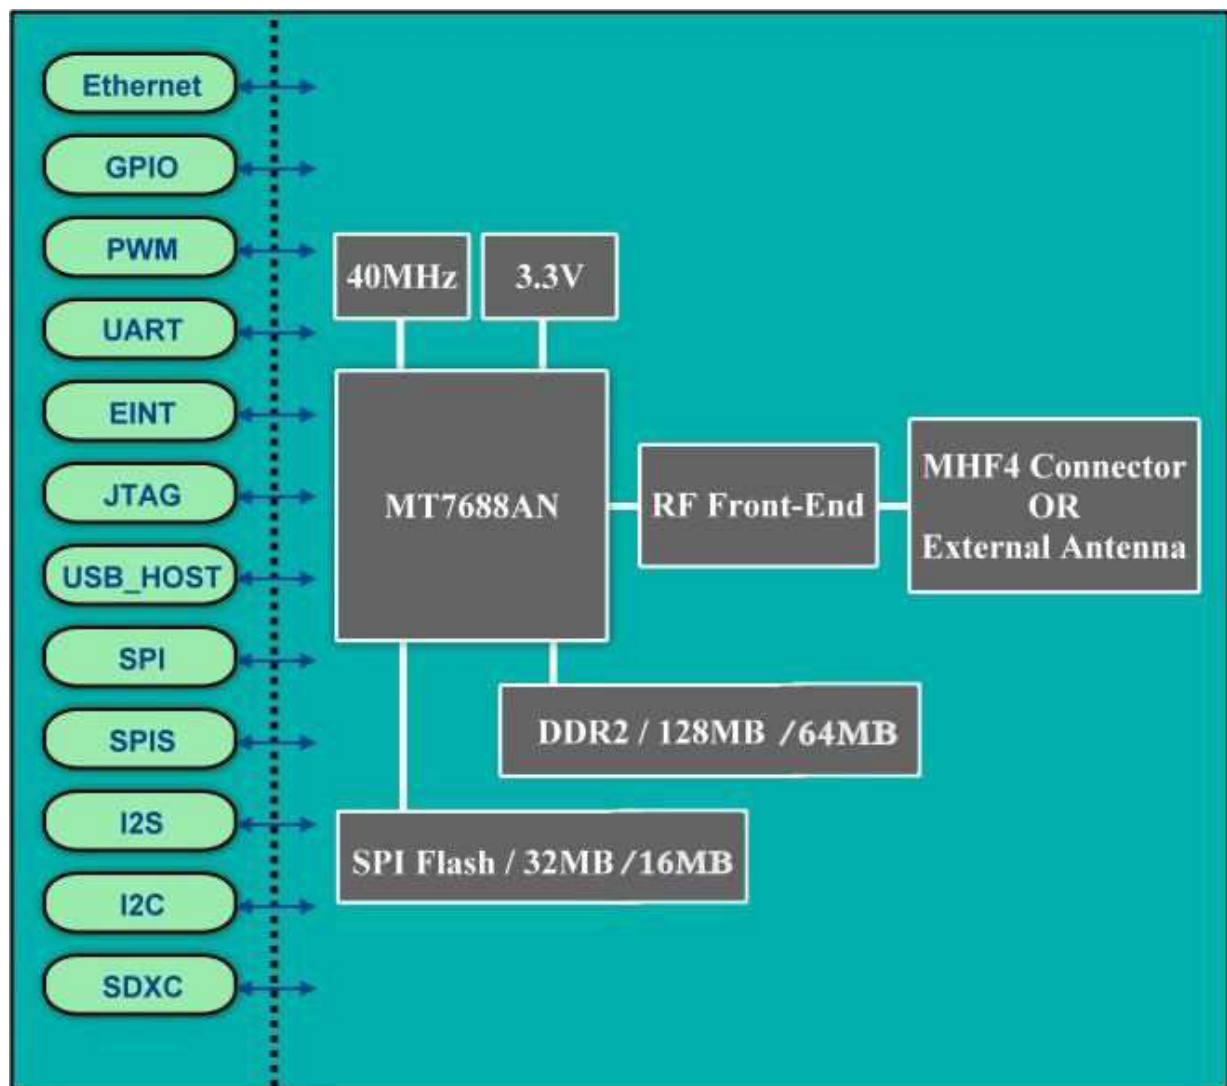 Ethernet
GPIO
PWM
UART
EINT
JTAG
USB_HOST
SPI
SPIS
I2S
I2C
SDXC
40MHz
3.3V
MT7688AN
RF Front-End
MHF4 Connector
OR
External Antenna
DDR2 / 128MB /64MB
SPI Flash / 32MB /16MB